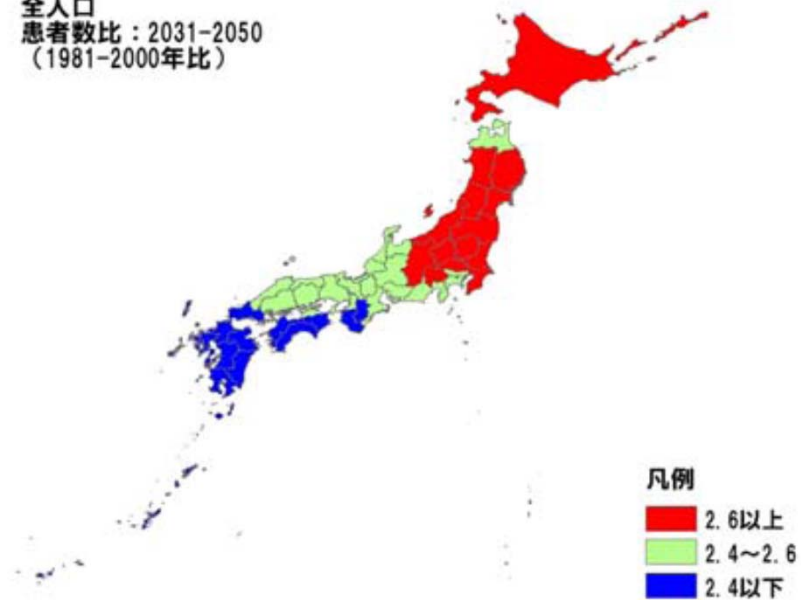 全人口
患者数比：2031-2050
（1981-2000年比）
凡例
2.6以上
2.4～2.6
2.4以下